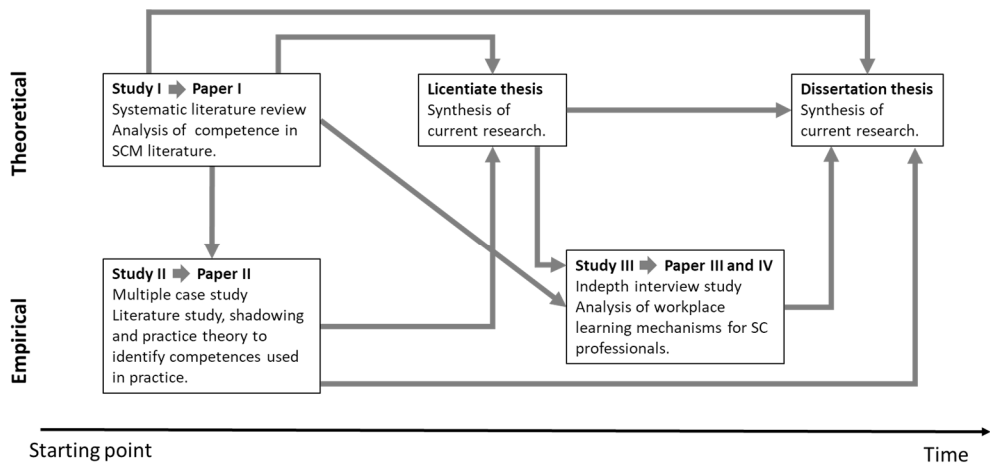 Theoretical
Study I Paper I
Systematic literature review
Analysis of competence in
SCM literature.
Licentiate thesis
Synthesis of
current research.
Dissertation thesis
Synthesis of
current research.
Empirical
Study II Paper II
Multiple case study
Literature study, shadowing
and practice theory to
identify competences used
in practice.
Study III Paper III and IV
Indepth interview study
Analysis of workplace
learning mechanisms for SC
professionals.
Starting point
Time